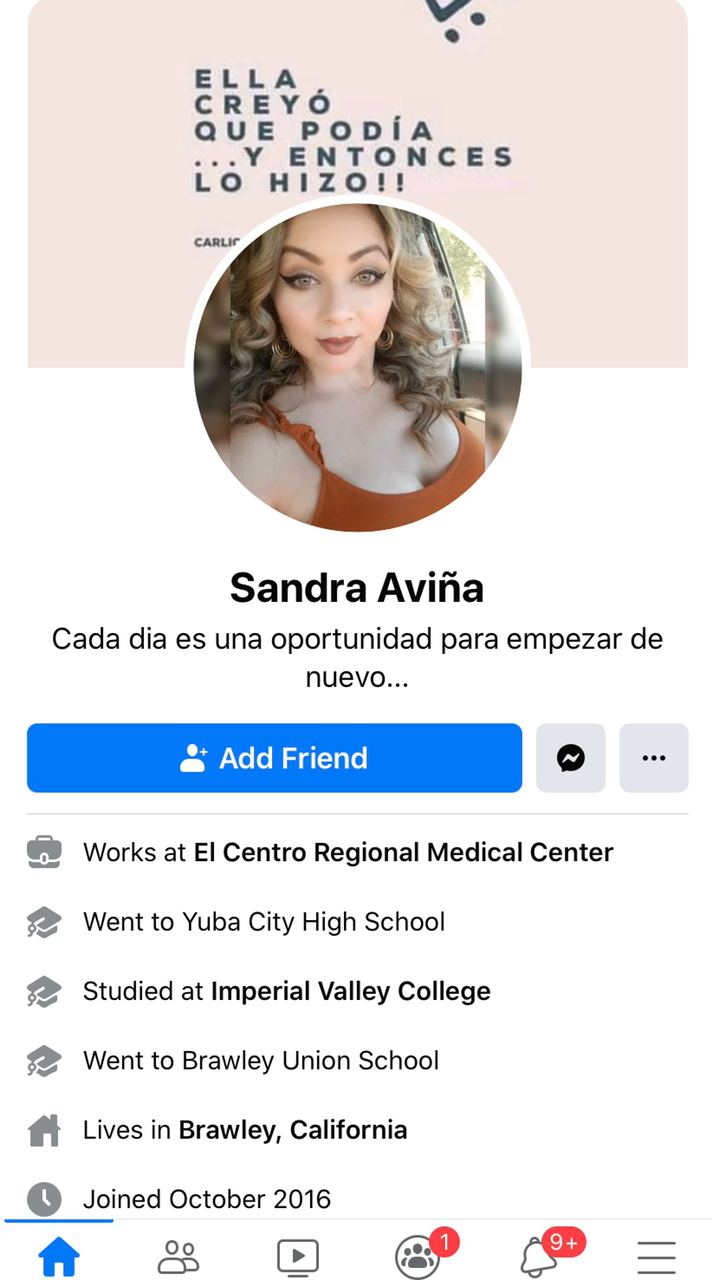 ELLA
CREYÓ
QUE PODÍA
...Y ENTONCES
LO HIZO!!
Sandra Aviña
Cada dia es una oportunidad para empezar de
nuevo...
Add Friend
Works at El Centro Regional Medical Center
Went to Yuba City High School
Studied at Imperial Valley College
Went to Brawley Union School
Lives in Brawley, California
Joined October 2016
1
9+